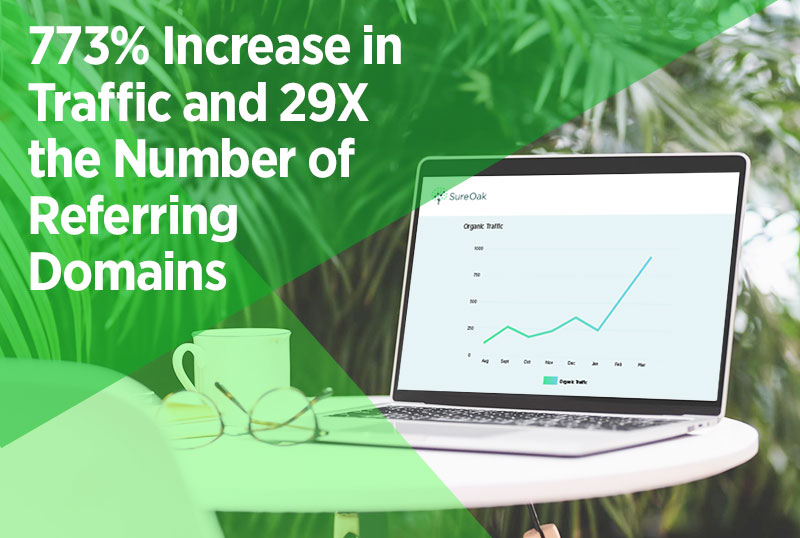 773% Increase in
Traffic and 29X
the Number of
Referring
Domains
SureOak
Organic Traffic
1000
750
500
250
0
Aug Sept Oct Nov Dec Jan Feb Mar
Organic Traffic